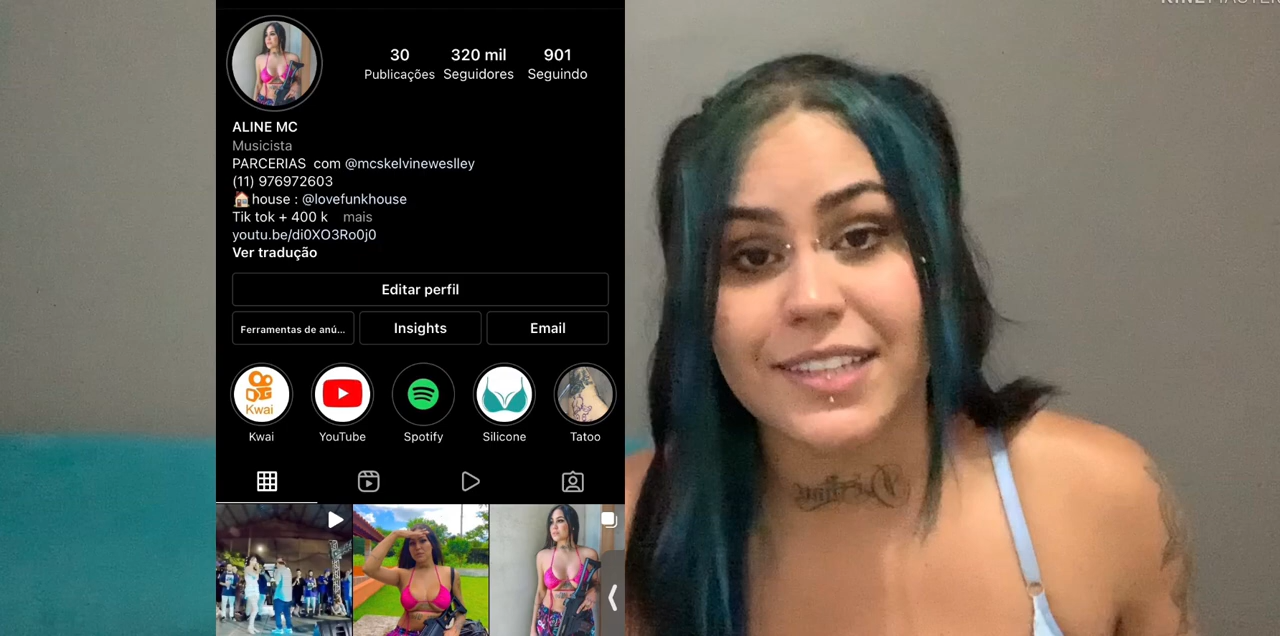 30
320 mil
901
Publicações
Seguidores
Seguindo
ALINE MC
Musicista
PARCERIAS com @mcskelvineweslley
(11) 976972603
house : @lovefunkhouse
Tik tok + 400 k mais
youtu.be/di0XO3Ro0j0
Ver tradução
Editar perfil
Ferramentas de anú...
Insights
Email
Kwai
Kwai
YouTube
Spotify
Silicone
Tatoo